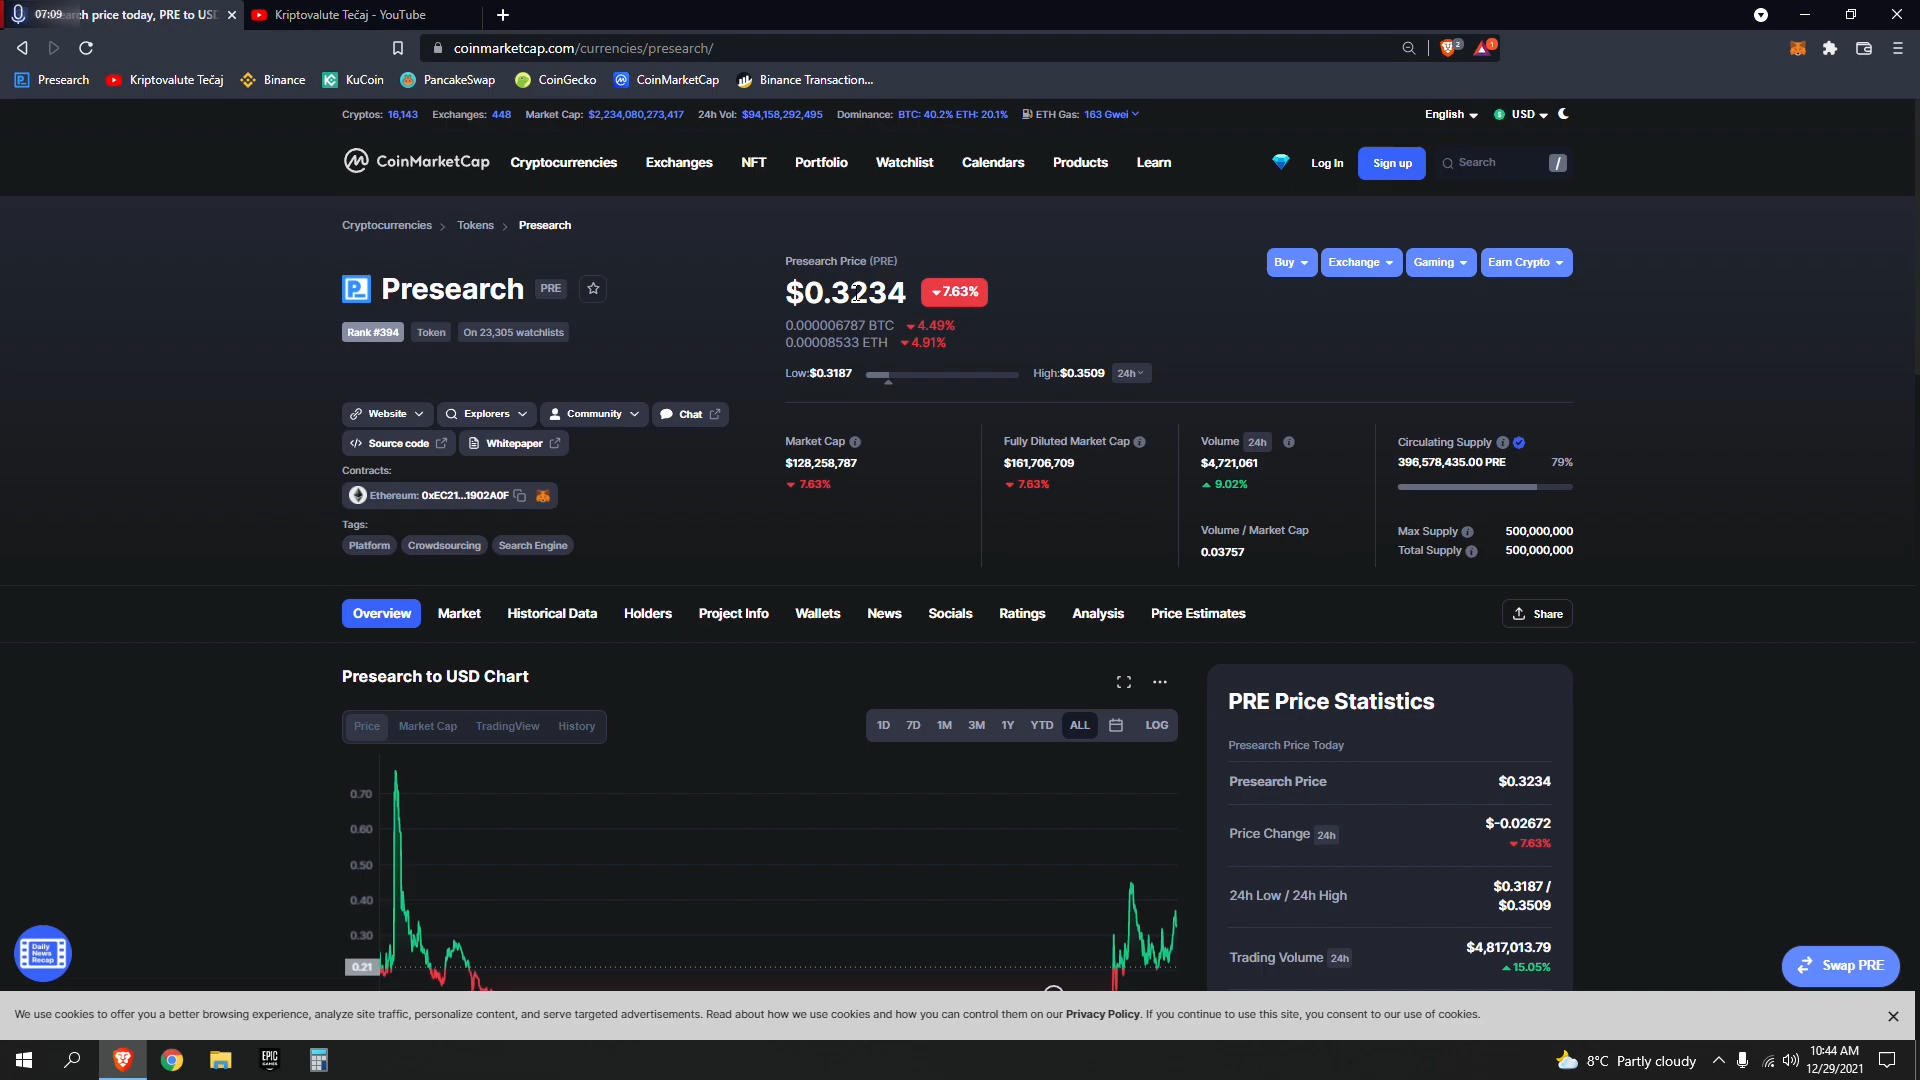 07:09 ch price today, PRE to US
Kriptovalute Tečaj - YouTube
coinmarketcap.com/currencies/presearch/
2
1
Presearch Kriptovalute Tečaj Binance KuCoin PancakeSwap CoinGecko CoinMarketCap Binance Transaction...
Cryptos: 16,143 Exchanges: 448 Market Cap: $2,234,080,273,417 24h Vol: $94,158,292,495 Dominance: BTC: 40.2% ETH: 20.1% ETH Gas: 163 Gwei
English USD
CoinMarketCap Cryptocurrencies Exchanges NFT Portfolio Watchlist Calendars Products Learn Log In Sign up Search /
Cryptocurrencies Tokens Presearch
Presearch PRE
Rank #394 Token On 23,305 watchlists
Presearch Price (PRE)
$0.3234 7.63%
0.000006787 BTC 4.49%
0.00008533 ETH 4.91%
Low:$0.3187 High:$0.3509 24h
Buy Exchange Gaming Earn Crypto
Website Explorers Community Chat
Source code Whitepaper
Contracts:
Ethereum: 0xEC21...1902A0F
Tags:
Platform Crowdsourcing Search Engine
Market Cap
$128,258,787
7.63%
Fully Diluted Market Cap
$161,706,709
7.63%
Volume 24h
$4,721,061
9.02%
Volume / Market Cap
0.03757
Circulating Supply
396,578,435.00 PRE 79%
Max Supply 500,000,000
Total Supply 500,000,000
Overview Market Historical Data Holders Project Info Wallets News Socials Ratings Analysis Price Estimates Share
Presearch to USD Chart
Price Market Cap TradingView History
1D 7D 1M 3M 1Y YTD ALL LOG
0.70
0.60
0.50
0.40
0.30
0.21
PRE Price Statistics
Presearch Price Today
Presearch Price $0.3234
Price Change 24h $-0.02672
7.63%
24h Low / 24h High $0.3187 /
$0.3509
Trading Volume 24h $4,817,013.79
15.05%
Daily
News
Recap
Swap PRE
We use cookies to offer you a better browsing experience, analyze site traffic, personalize content, and serve targeted advertisements. Read about how we use cookies and how you can control them on our Privacy Policy. If you continue to use this site, you consent to our use of cookies.
EPIC
GAMES
8°C Partly cloudy
10:44 AM
12/29/2021